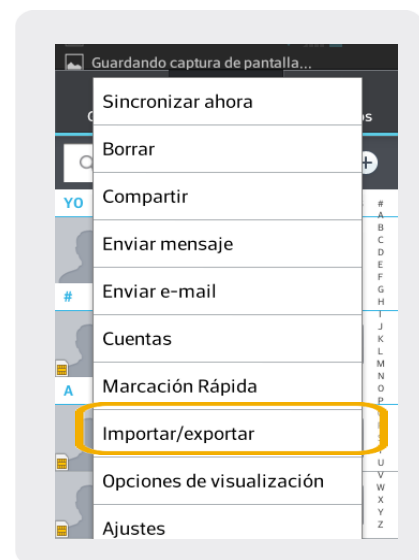 Guardando captura de pantalla...
Sincronizar ahora
Borrar
Compartir
Enviar mensaje
Enviar e-mail
Cuentas
Marcación Rápida
Importar/exportar
Opciones de visualización
Ajustes
YO
#
A
#
A
B
C
D
E
F
G
H
I
J
K
L
M
N
O
P
U
V
W
X
Y
Z